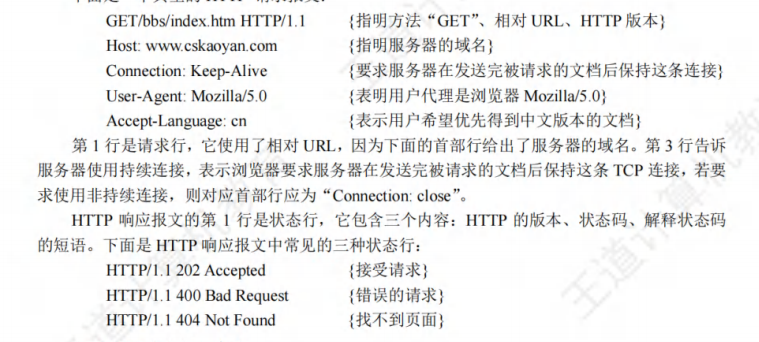 GET/bbs/index.htm HTTP/1.1 {指明方法“GET”、相对 URL、HTTP 版本}
Host: www.cskaoyan.com {指明服务器的域名}
Connection: Keep-Alive {要求服务器在发送完被请求的文档后保持这条连接}
User-Agent: Mozilla/5.0 {表明用户代理是浏览器 Mozilla/5.0}
Accept-Language: cn {表示用户希望优先得到中文版本的文档}
第 1 行是请求行，它使用了相对 URL，因为下面的首部行给出了服务器的域名。第 3 行告诉
服务器使用持续连接，表示浏览器要求服务器在发送完被请求的文档后保持这条 TCP 连接，若要
求使用非持续连接，则对应首部行应为“Connection: close”。
HTTP 响应报文的第 1 行是状态行，它包含三个内容：HTTP 的版本、状态码、解释状态码
的短语。下面是 HTTP 响应报文中常见的三种状态行：
HTTP/1.1 202 Accepted {接受请求}
HTTP/1.1 400 Bad Request {错误的请求}
HTTP/1.1 404 Not Found {找不到页面}
王道计